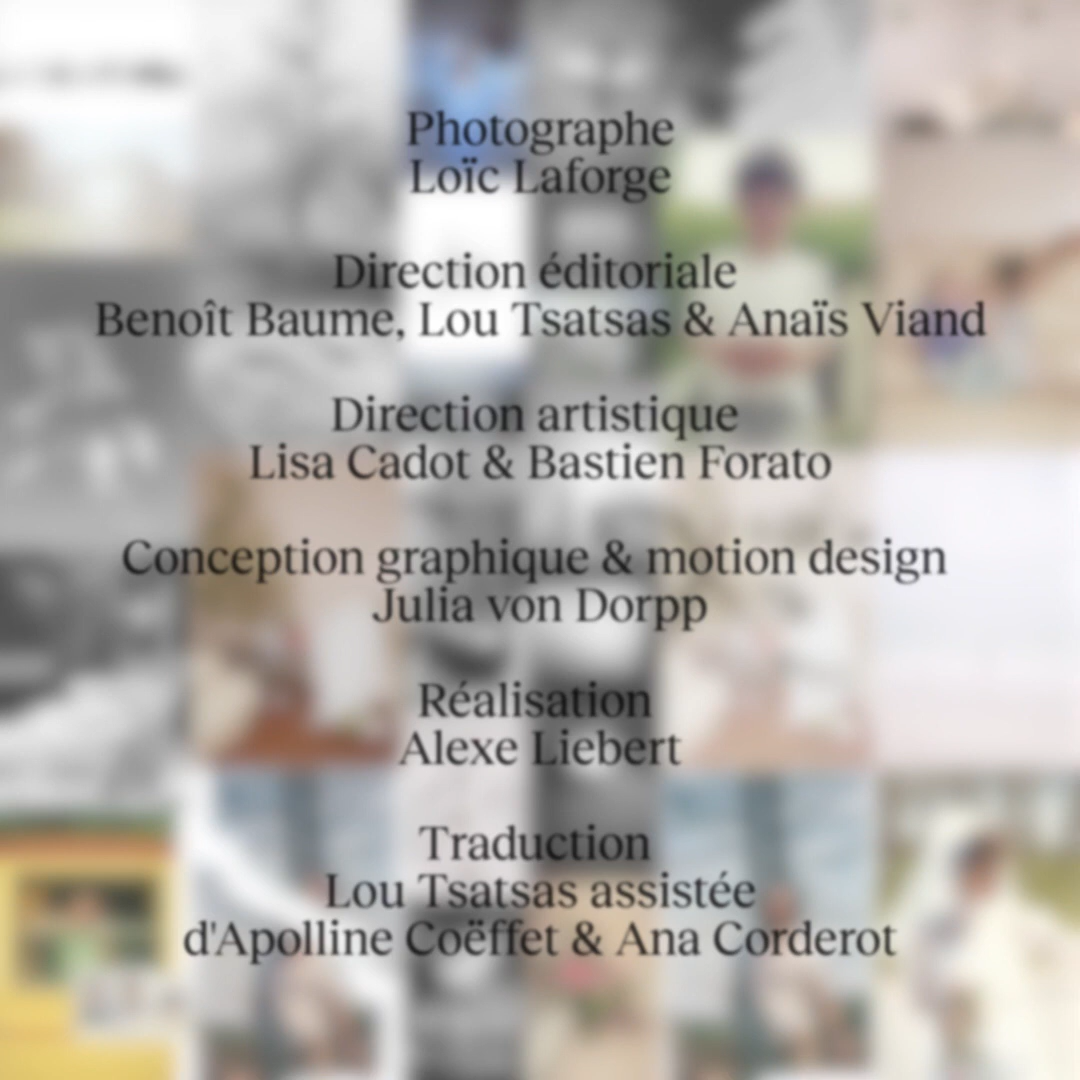 Photographe
Loïc Laforge
Direction éditoriale
Benoît Baume, Lou Tsatsas & Anaïs Viand
Direction artistique
Lisa Cadot & Bastien Forato
Conception graphique & motion design
Julia von Dorpp
Réalisation
Alexe Liebert
Traduction
Lou Tsatsas assistée
d'Apolline Coëffet & Ana Corderot